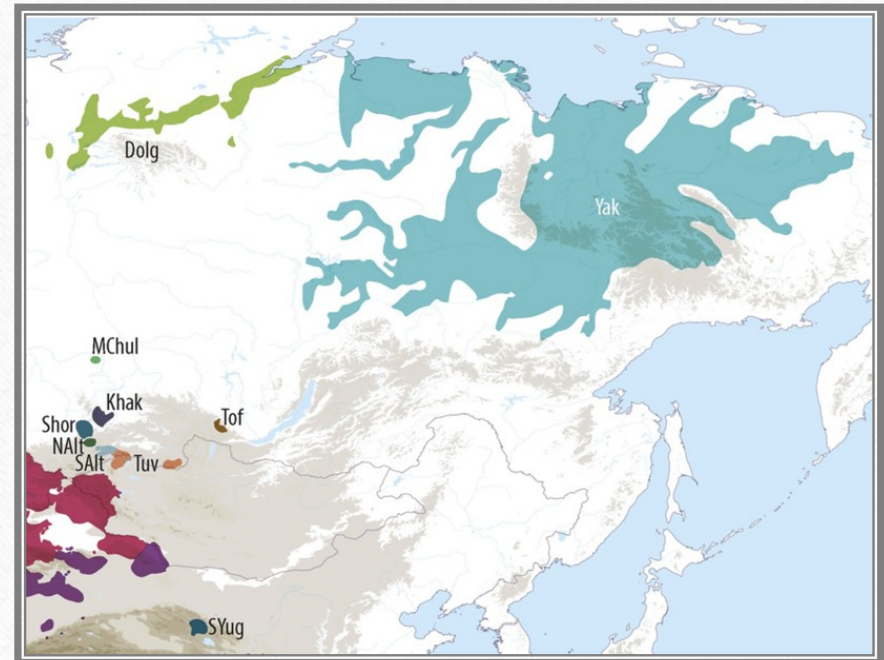 Dolg
Yak
MChul
Khak
Shor
Tof
NAlt
SAlt
Tuv
SYug